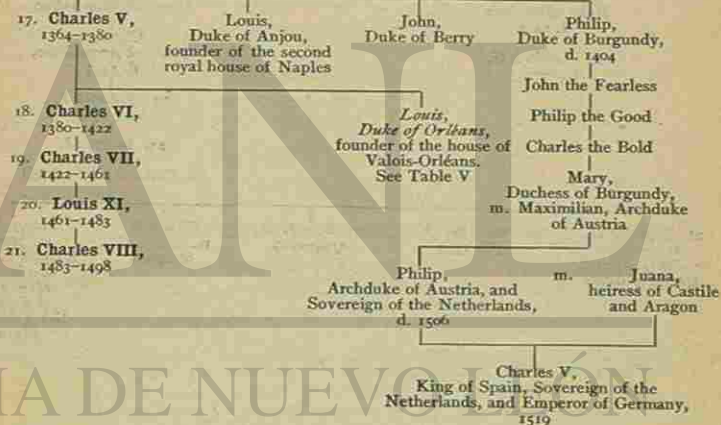 17. Charles V,
1364-1380
Louis,
Duke of Anjou,
founder of the second
royal house of Naples
John,
Duke of Berry
Philip,
Duke of Burgundy,
d. 1404
John the Fearless
Philip the Good
Charles the Bold
Mary,
Duchess of Burgundy,
m. Maximilian, Archduke
of Austria
18. Charles VI,
1380-1422
19. Charles VII,
1422-1461
20. Louis XI,
1461-1483
21. Charles VIII,
1483-1498
Louis,
Duke of Orléans,
founder of the house of
Valois-Orléans.
See Table V
Philip,
Archduke of Austria, and
Sovereign of the Netherlands,
d. 1506
m.
Juana,
heiress of Castile
and Aragon
Charles V,
King of Spain, Sovereign of the
Netherlands, and Emperor of Germany,
1519
ANL
MA DE NUEVO LEÓN